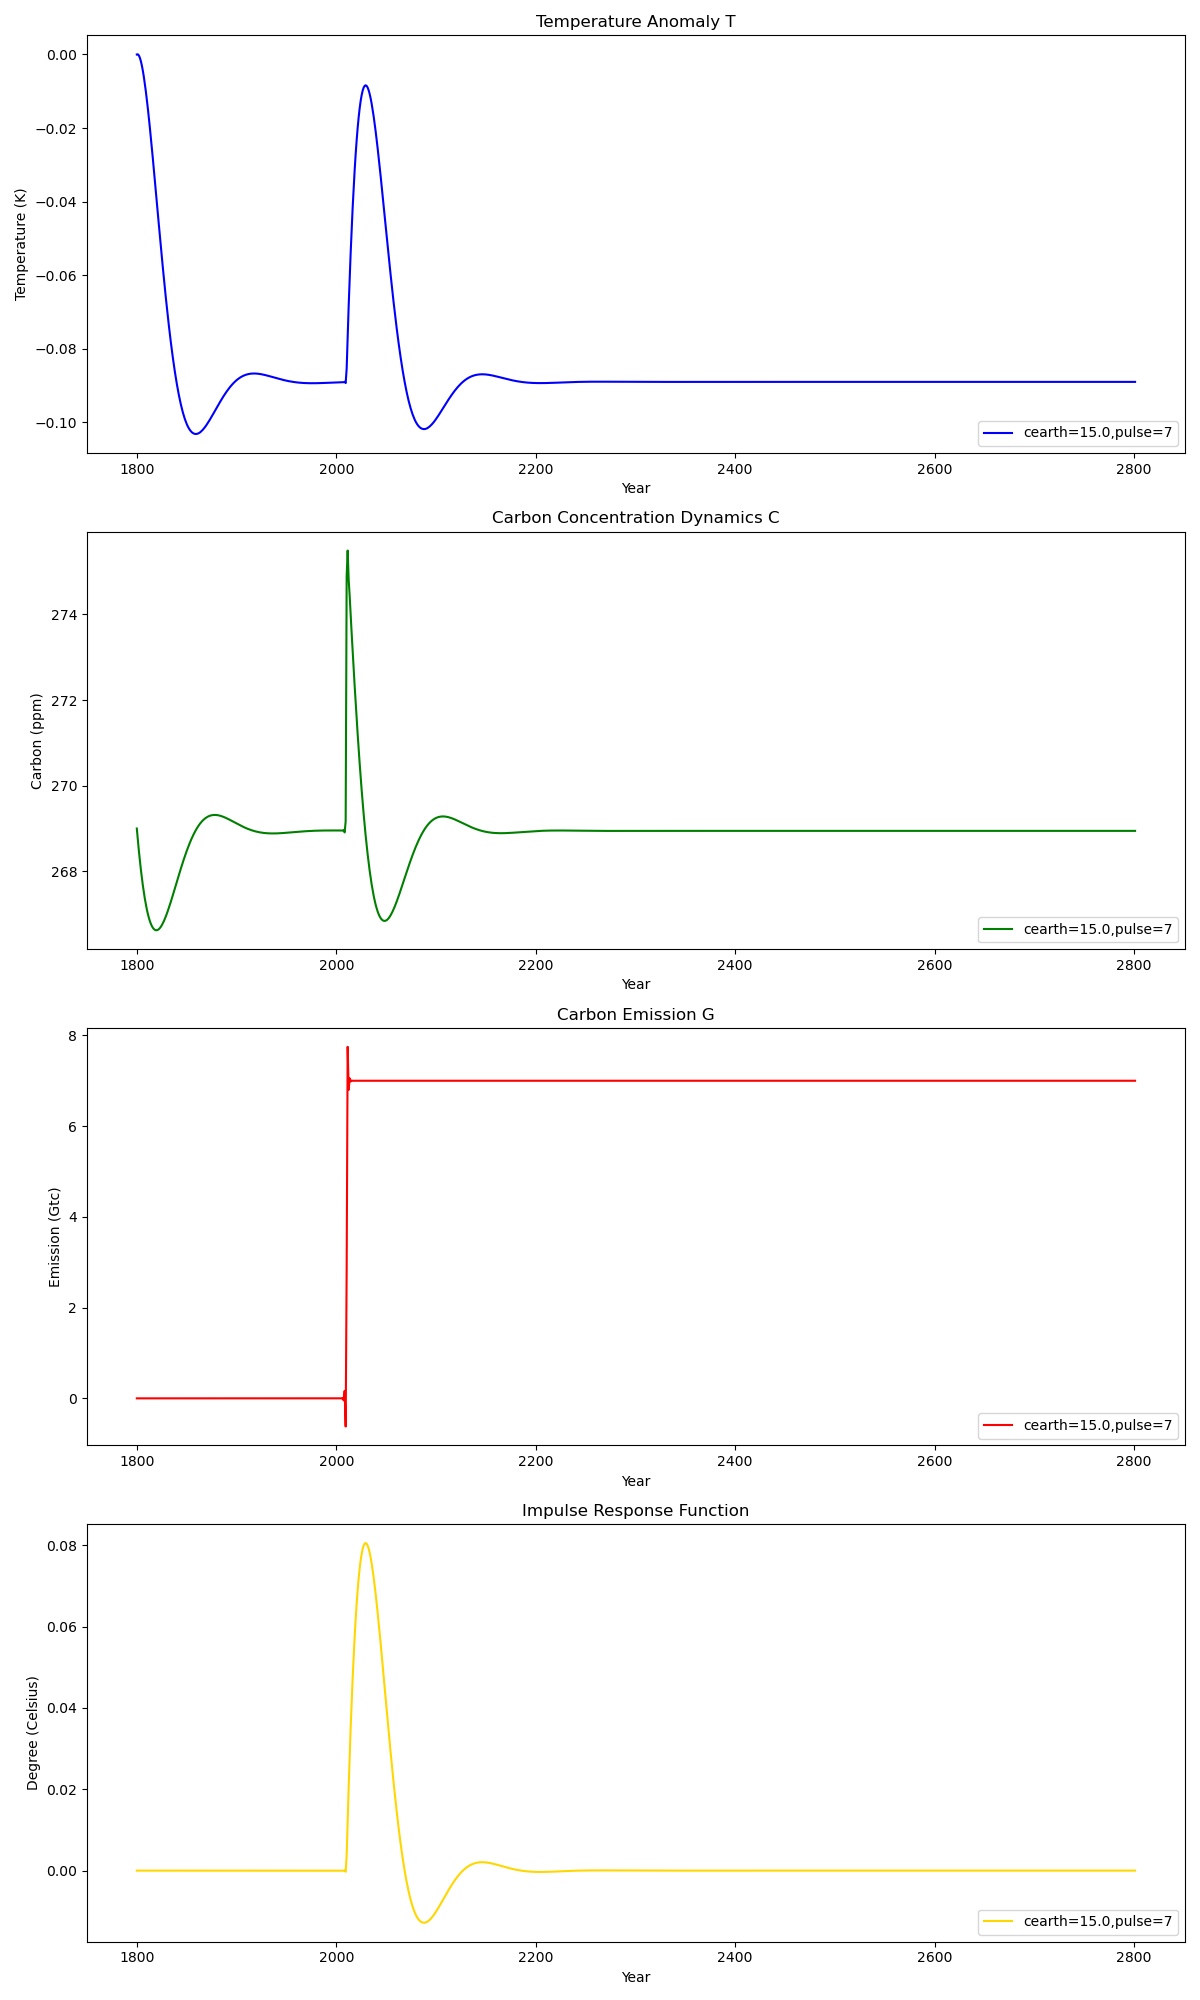 Temperature Anomaly T
0.00
−0.02
−0.04
−0.06
−0.08
−0.10
Temperature (K)
cearth=15.0,pulse=7
1800 2000 2200 2400 2600 2800
Year
Carbon Concentration Dynamics C
274
272
270
268
Carbon (ppm)
cearth=15.0,pulse=7
1800 2000 2200 2400 2600 2800
Year
Carbon Emission G
8
6
4
2
0
Emission (Gtc)
cearth=15.0,pulse=7
1800 2000 2200 2400 2600 2800
Year
Impulse Response Function
0.08
0.06
0.04
0.02
0.00
Degree (Celsius)
cearth=15.0,pulse=7
1800 2000 2200 2400 2600 2800
Year